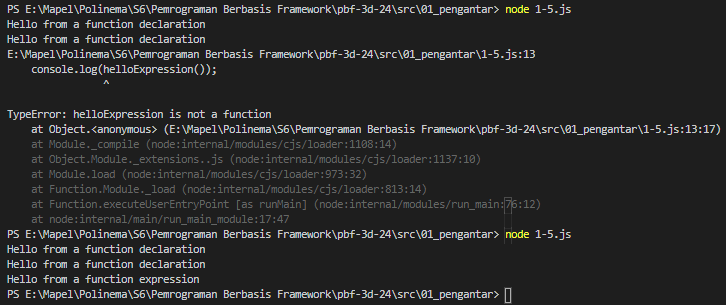 PS E:\Mapel\Polinema\S6\Pemrograman Berbasis Framework\pbf-3d-24\src\01_pengantar> node 1-5.js
Hello from a function declaration
Hello from a function declaration
E:\Mapel\Polinema\S6\Pemrograman Berbasis Framework\pbf-3d-24\src\01_pengantar\1-5.js:13
    console.log(helloExpression());
                ^
TypeError: helloExpression is not a function
    at Object.<anonymous> (E:\Mapel\Polinema\S6\Pemrograman Berbasis Framework\pbf-3d-24\src\01_pengantar\1-5.js:13:17)
    at Module._compile (node:internal/modules/cjs/loader:1108:14)
    at Object.Module._extensions..js (node:internal/modules/cjs/loader:1137:10)
    at Module.load (node:internal/modules/cjs/loader:973:32)
    at Function.Module._load (node:internal/modules/cjs/loader:813:14)
    at Function.executeUserEntryPoint [as runMain] (node:internal/modules/run_main:76:12)
    at node:internal/main/run_main_module:17:47
PS E:\Mapel\Polinema\S6\Pemrograman Berbasis Framework\pbf-3d-24\src\01_pengantar> node 1-5.js
Hello from a function declaration
Hello from a function declaration
Hello from a function expression
PS E:\Mapel\Polinema\S6\Pemrograman Berbasis Framework\pbf-3d-24\src\01_pengantar>